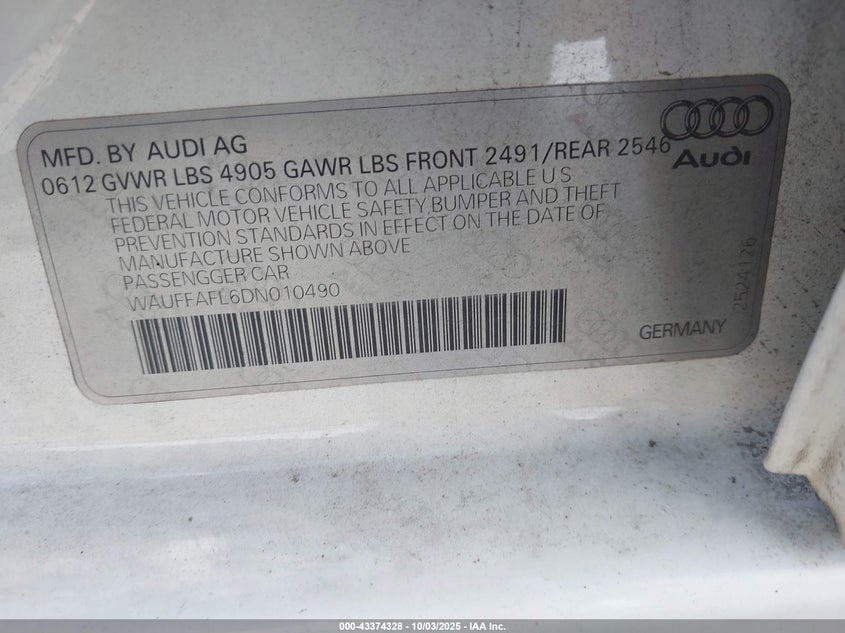 MFD. BY AUDI AG
0612 GVWR LBS 4905 GAWR LBS FRONT 2491/REAR 2546
THIS VEHICLE CONFORMS TO ALL APPLICABLE U S
FEDERAL MOTOR VEHICLE SAFETY,BUMPER AND THEFT
PREVENTION STANDARDS IN EFFECT ON THE DATE OF
MANUFACTURE SHOWN ABOVE
PASSENGGER CAR
WAUFFAFL6DN010490
Audi
2524126
GERMANY
000-43374328 - 10/03/2025 - IAA Inc.